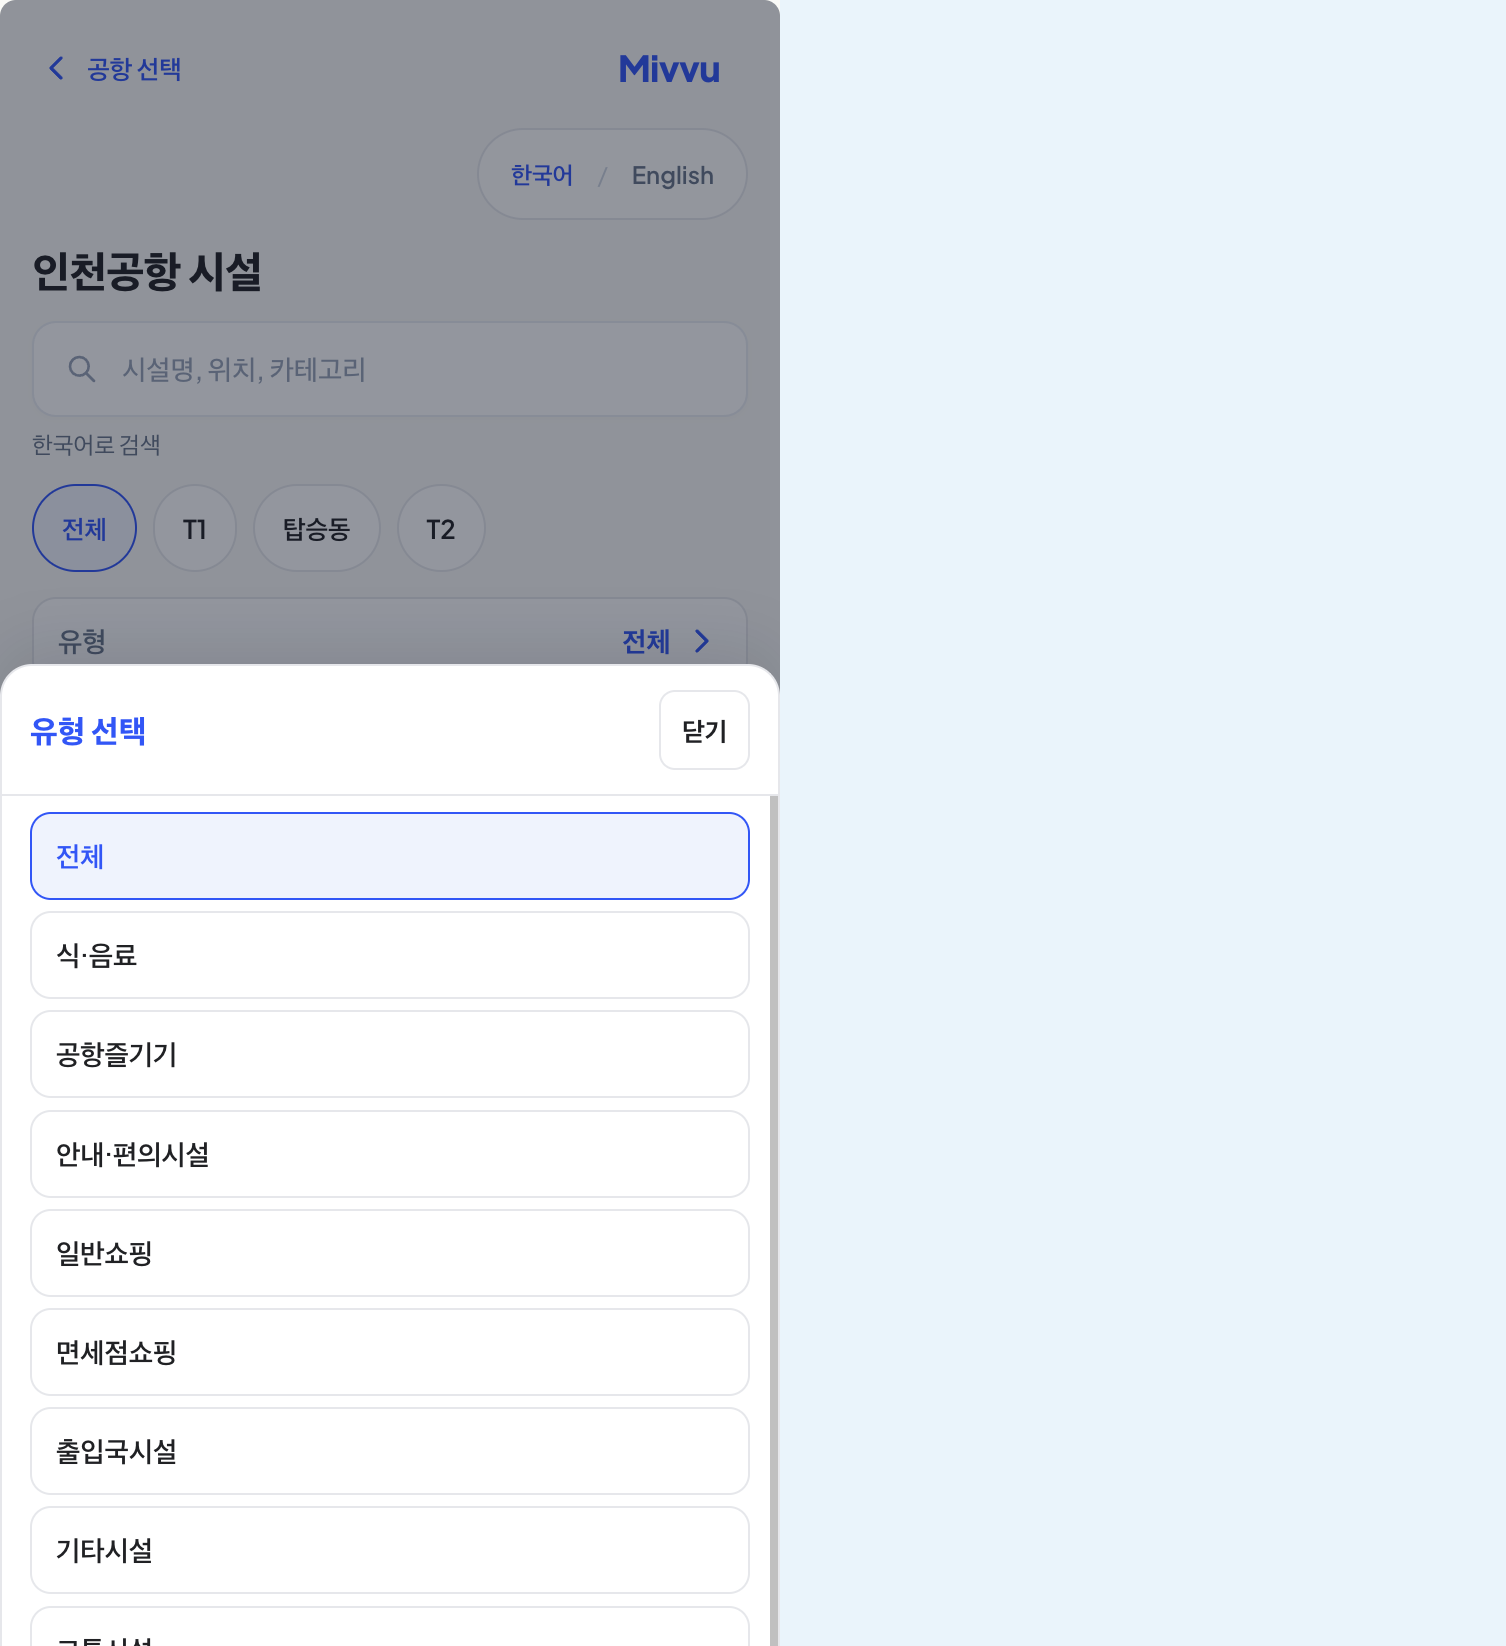 공항 선택
Mivvu
한국어 / English
인천공항 시설
시설명, 위치, 카테고리
한국어로 검색
전체
T1
탑승동
T2
유형
전체
유형 선택
닫기
전체
식·음료
공항즐기기
안내·편의시설
일반쇼핑
면세점쇼핑
출입국시설
기타시설